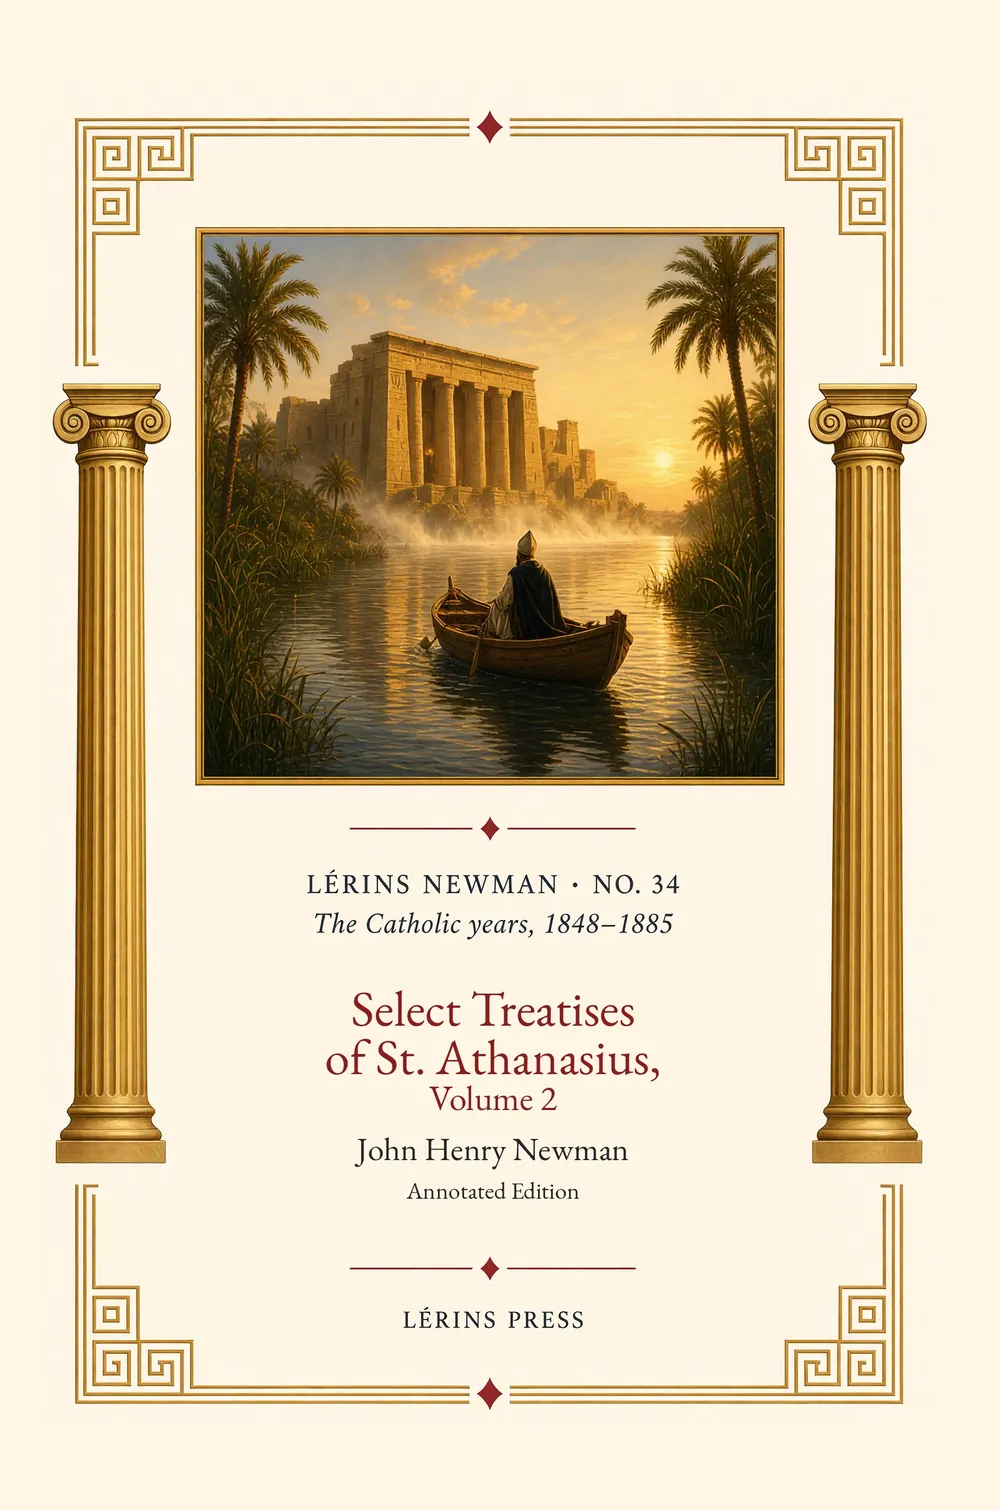 LÉRINS NEWMAN · NO. 34
The Catholic years, 1848–1885
Select Treatises
of St. Athanasius,
Volume 2
John Henry Newman
Annotated Edition
LÉRINS PRESS